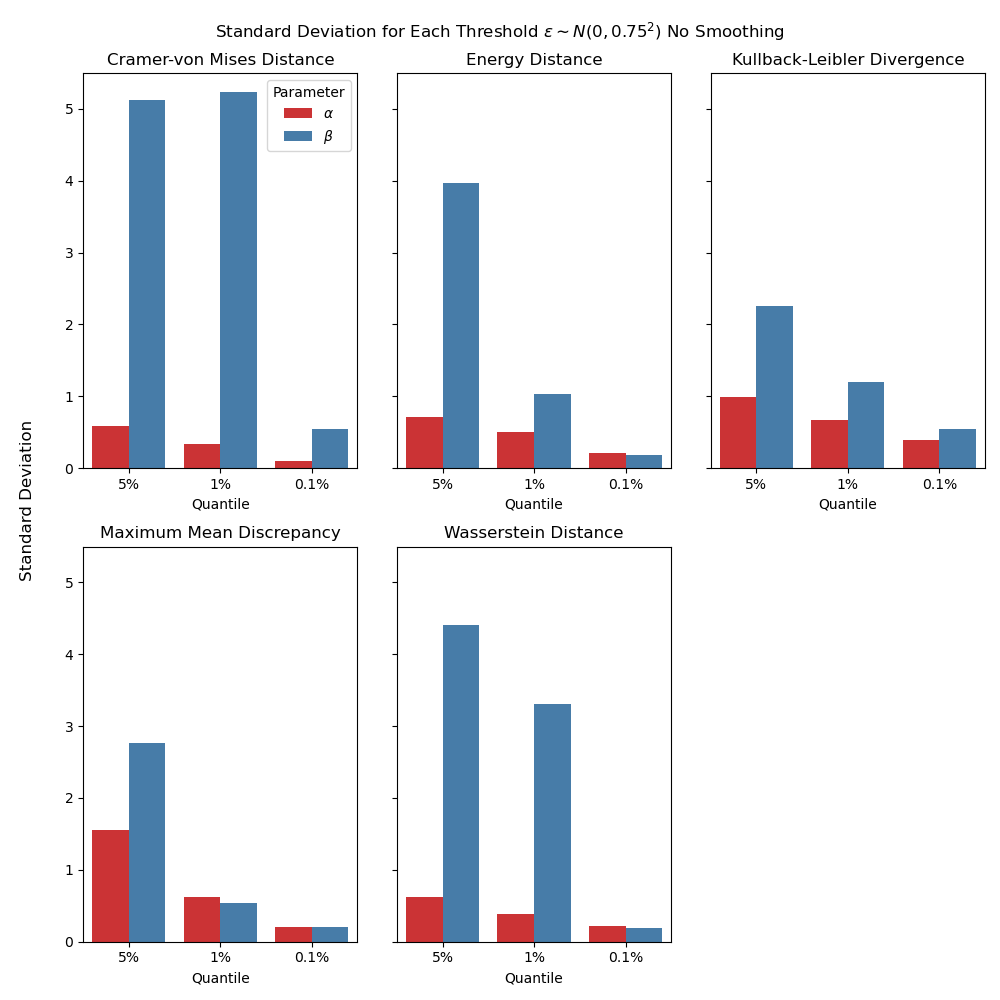 Standard Deviation for Each Threshold ε ~ N(0, 0.75²) No Smoothing
Cramer-von Mises Distance
Energy Distance
Kullback-Leibler Divergence
Parameter
α
β
5
4
3
2
1
0
5% 1% 0.1%
5% 1% 0.1%
5% 1% 0.1%
Quantile
Quantile
Quantile
Standard Deviation
Maximum Mean Discrepancy
Wasserstein Distance
5
4
3
2
1
0
5% 1% 0.1%
5% 1% 0.1%
Quantile
Quantile